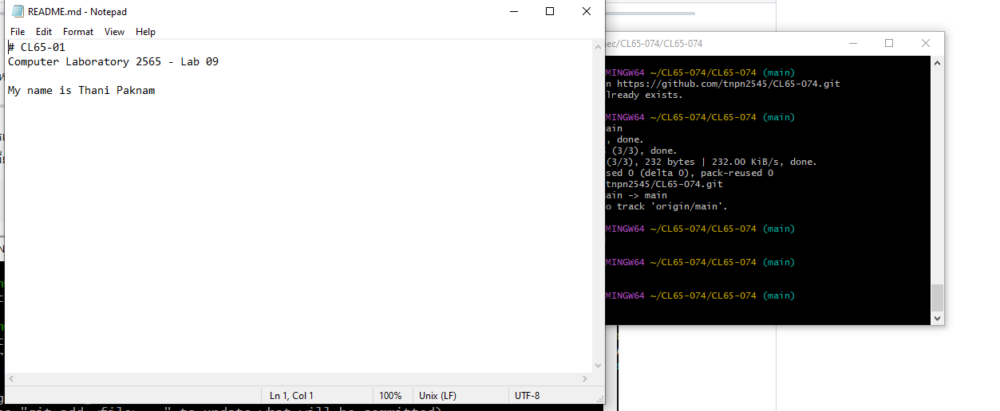 README.md - Notepad
File Edit Format View Help
# CL65-01
Computer Laboratory 2565 - Lab 09
My name is Thani Paknam
Ln 1, Col 1 100% Unix (LF) UTF-8
ec/CL65-074/CL65-074
MINGW64 ~/CL65-074/CL65-074 (main)
n https://github.com/tnpn2545/CL65-074.git
lready exists.
MINGW64 ~/CL65-074/CL65-074 (main)
ain
, done.
(3/3), done.
(3/3), 232 bytes | 232.00 KiB/s, done.
sed 0 (delta 0), pack-reused 0
tnpn2545/CL65-074.git
ain -> main
o track 'origin/main'.
MINGW64 ~/CL65-074/CL65-074 (main)
MINGW64 ~/CL65-074/CL65-074 (main)
MINGW64 ~/CL65-074/CL65-074 (main)